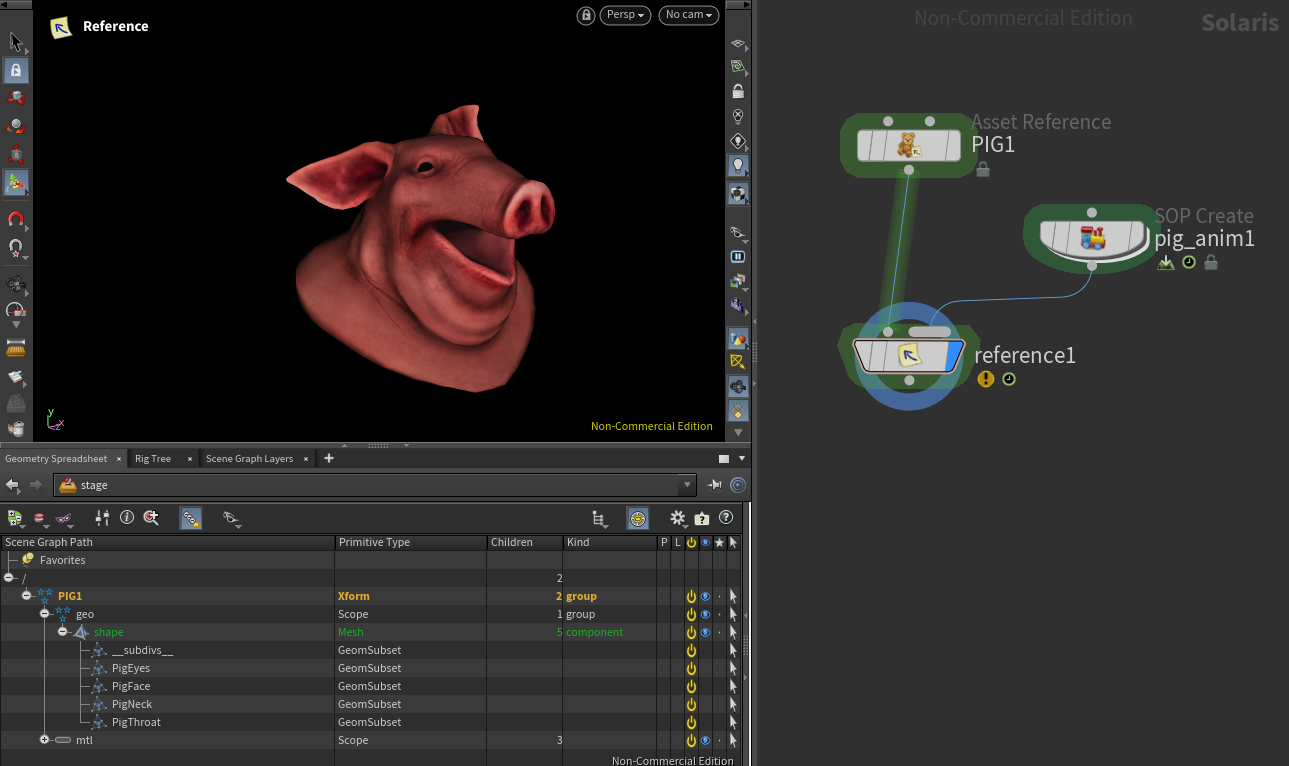 Reference
Persp
No cam
Non-Commercial Edition
Non-Commercial Edition
Solaris
Asset Reference
PIG1
SOP Create
pig_anim1
reference1
Geometry Spreadsheet × Rig Tree × Scene Graph Layers ×
stage
Scene Graph Path Primitive Type Children Kind P L
Favorites
/ 2
PIG1 Xform 2 group
geo Scope 1 group
shape Mesh 5 component
__subdivs__ GeomSubset
PigEyes GeomSubset
PigFace GeomSubset
PigNeck GeomSubset
PigThroat GeomSubset
mtl Scope 3
Non-Commercial Edition
y
z x